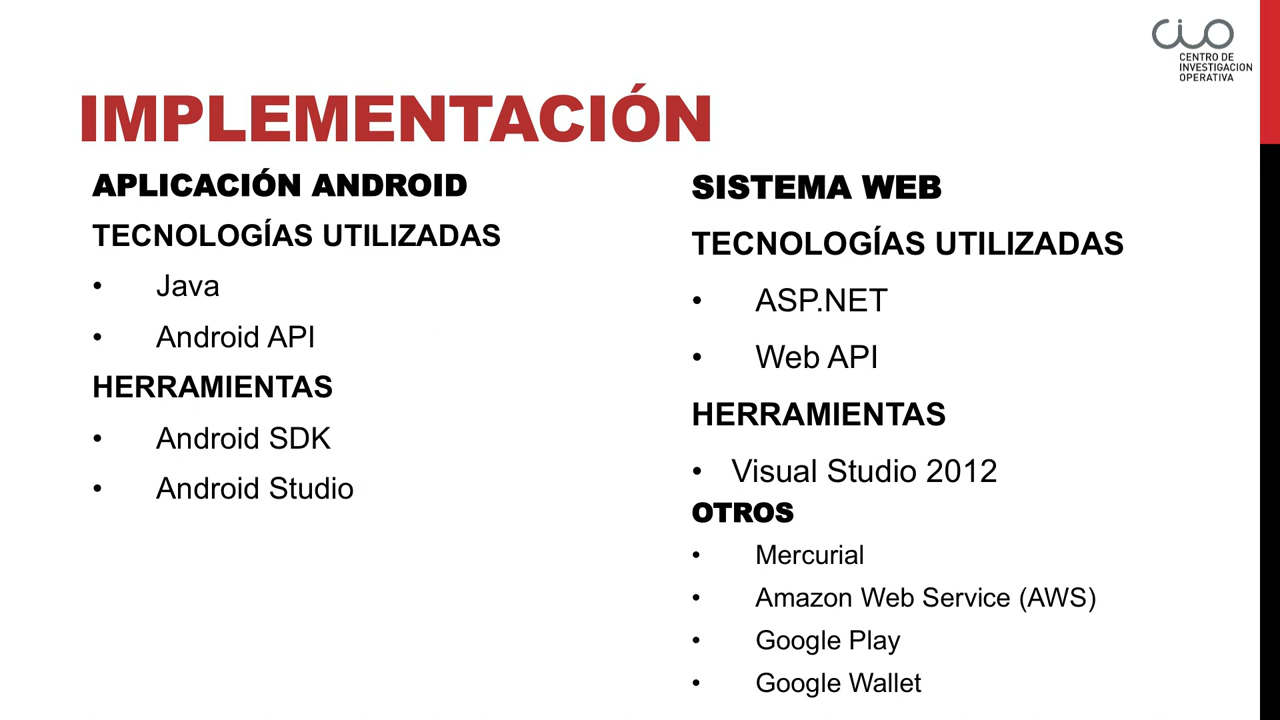 CIO
CENTRO DE
INVESTIGACION
OPERATIVA
IMPLEMENTACIÓN
APLICACIÓN ANDROID
TECNOLOGÍAS UTILIZADAS
• Java
• Android API
HERRAMIENTAS
• Android SDK
• Android Studio
SISTEMA WEB
TECNOLOGÍAS UTILIZADAS
• ASP.NET
• Web API
HERRAMIENTAS
• Visual Studio 2012
OTROS
• Mercurial
• Amazon Web Service (AWS)
• Google Play
• Google Wallet